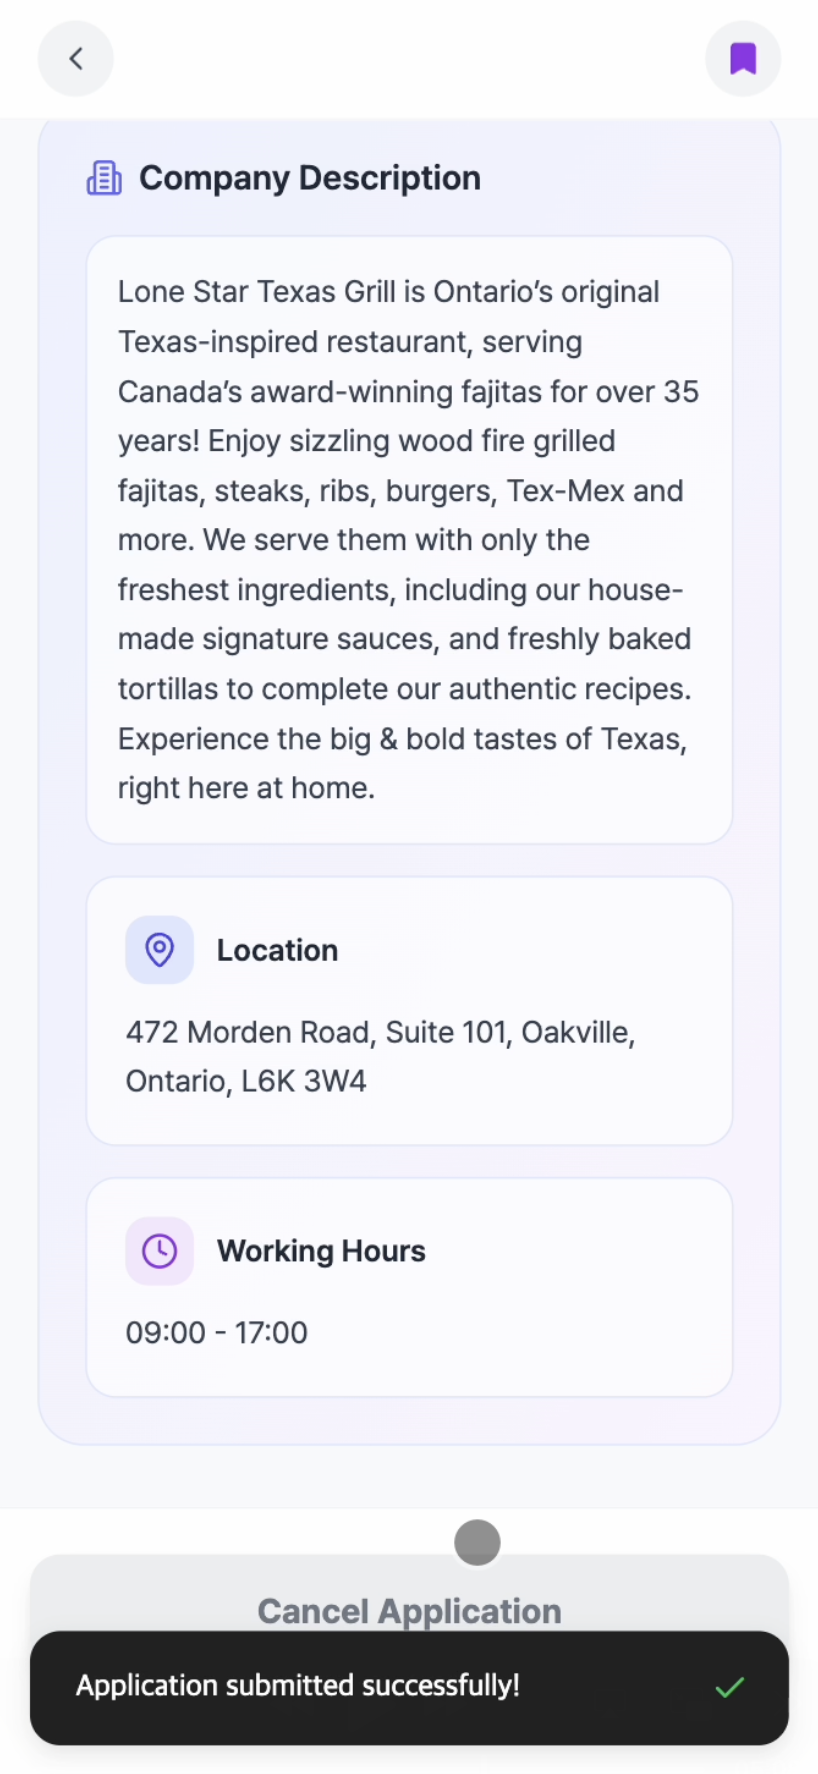 Company Description
Lone Star Texas Grill is Ontario’s original
Texas-inspired restaurant, serving
Canada’s award-winning fajitas for over 35
years! Enjoy sizzling wood fire grilled
fajitas, steaks, ribs, burgers, Tex-Mex and
more. We serve them with only the
freshest ingredients, including our house-
made signature sauces, and freshly baked
tortillas to complete our authentic recipes.
Experience the big & bold tastes of Texas,
right here at home.
Location
472 Morden Road, Suite 101, Oakville,
Ontario, L6K 3W4
Working Hours
09:00 - 17:00
Cancel Application
Application submitted successfully!